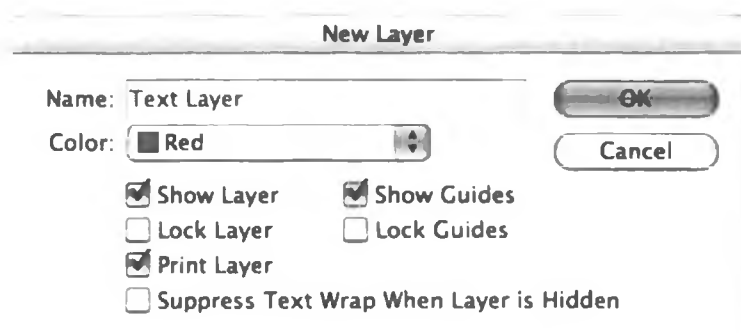 New Layer
Name: Text Layer
OK
Color: Red
Cancel
Show Layer
Show Guides
Lock Layer
Lock Guides
Print Layer
Suppress Text Wrap When Layer is Hidden